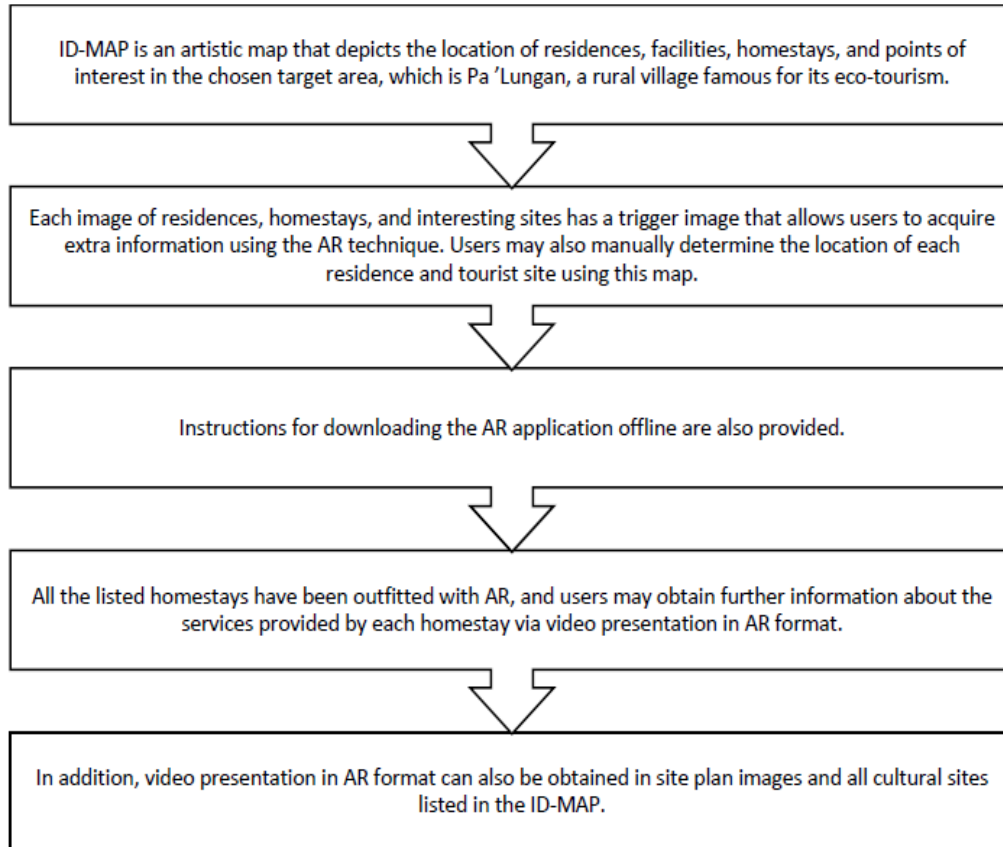 ID-MAP is an artistic map that depicts the location of residences, facilities, homestays, and points of
interest in the chosen target area, which is Pa 'Lungan, a rural village famous for its eco-tourism.
Each image of residences, homestays, and interesting sites has a trigger image that allows users to acquire
extra information using the AR technique. Users may also manually determine the location of each
residence and tourist site using this map.
Instructions for downloading the AR application offline are also provided.
All the listed homestays have been outfitted with AR, and users may obtain further information about the
services provided by each homestay via video presentation in AR format.
In addition, video presentation in AR format can also be obtained in site plan images and all cultural sites
listed in the ID-MAP.